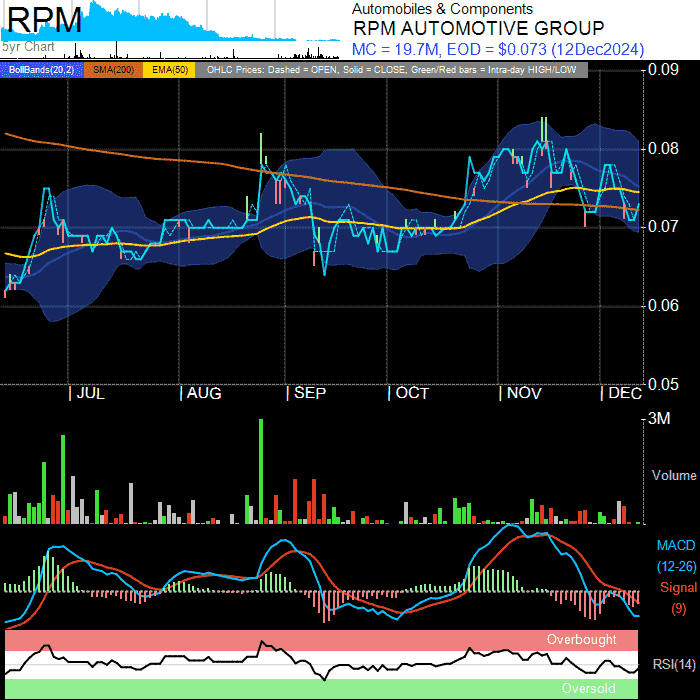 RPM
5yr Chart
Automobiles & Components
RPM AUTOMOTIVE GROUP
MC = 19.7M, EOD = $0.073 (12Dec2024)
BollBands(20,2) SMA(200) EMA(50) OHLC Prices: Dashed = OPEN, Solid = CLOSE, Green/Red bars = Intra-day HIGH/LOW
0.09
0.08
0.07
0.06
0.05
JUL AUG SEP OCT NOV DEC
3M
Volume
MACD
(12-26)
Signal
(9)
Overbought
RSI(14)
Oversold